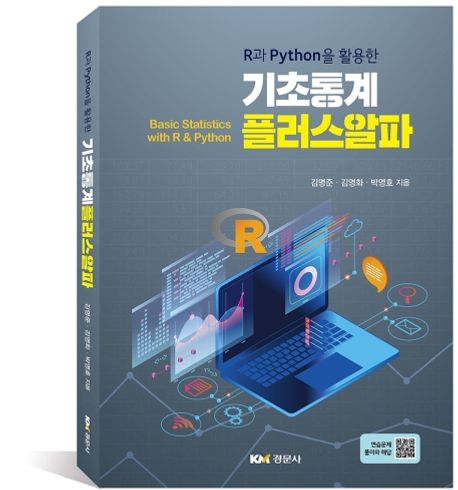 R과 Python을 활용한
기초통계
Basic Statistics
with R & Python
플러스알파
김명준 · 김영화 · 박영호 지음
R
연습문제
풀이와 해답
KM 경문사
R과 Python을 활용한
기초통계플러스알파
김명준 · 김영화 · 박영호 지음
KM 경문사